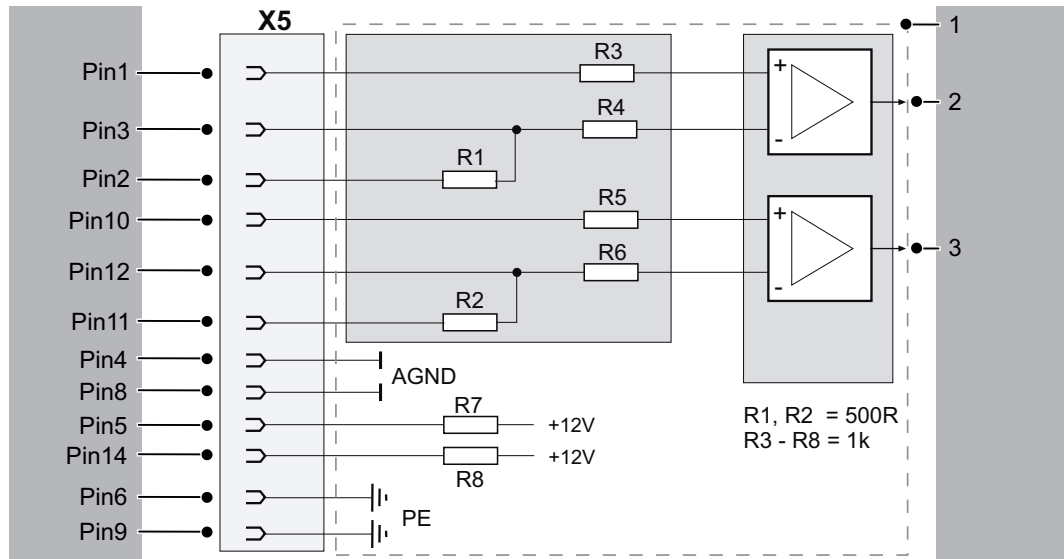 X5
1
Pin1
R3
+
2
Pin3
R4
-
R1
Pin2
R5
Pin10
+
3
R6
Pin12
-
R2
Pin11
Pin4
AGND
Pin8
R7
Pin5
+12V
R1, R2 = 500R
R3 - R8 = 1k
Pin14
+12V
R8
Pin6
PE
Pin9